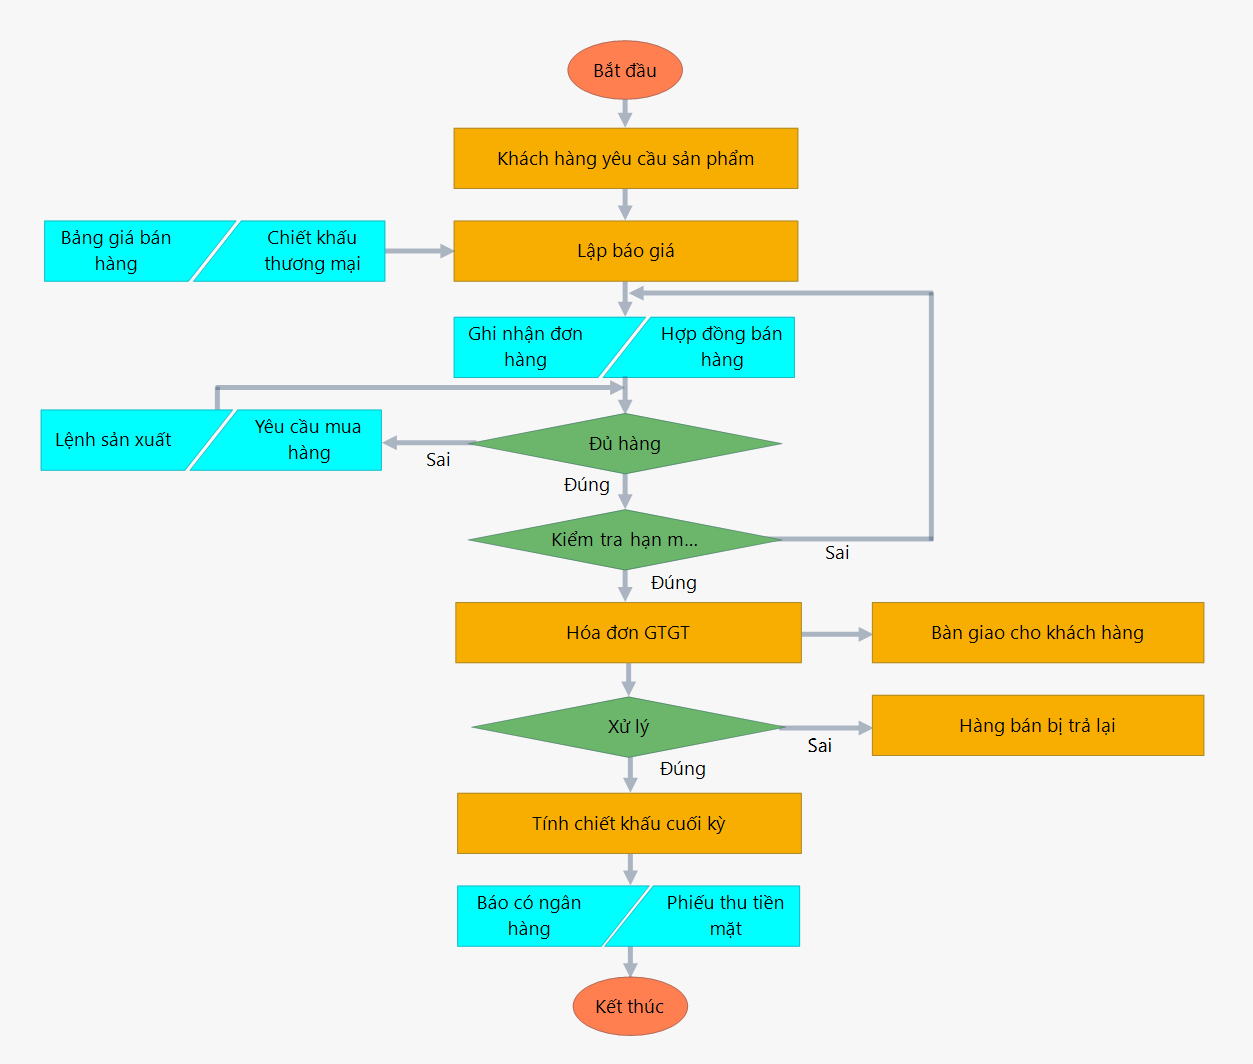 Bắt đầu
Khách hàng yêu cầu sản phẩm
Bảng giá bán
hàng
Chiết khấu
thương mại
Lập báo giá
Ghi nhận đơn
hàng
Hợp đồng bán
hàng
Lệnh sản xuất
Yêu cầu mua
hàng
Sai
Đủ hàng
Đúng
Kiểm tra hạn m...
Sai
Đúng
Hóa đơn GTGT
Bàn giao cho khách hàng
Xử lý
Sai
Hàng bán bị trả lại
Đúng
Tính chiết khấu cuối kỳ
Báo có ngân
hàng
Phiếu thu tiền
mặt
Kết thúc